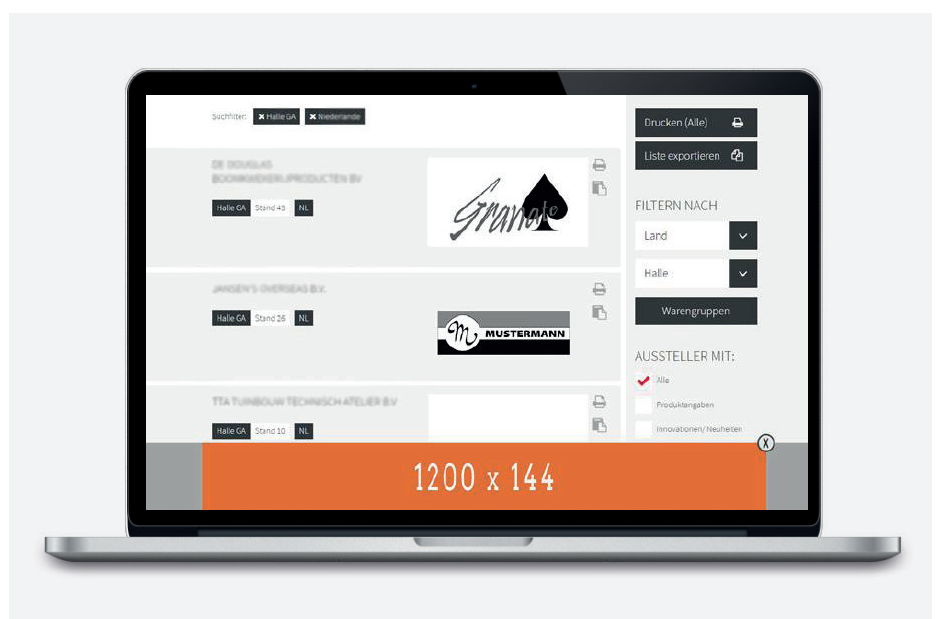 Suchfilter: x Halle GA x Niederlande
DE DOUGLAS
BOOMKWEKERIJPRODUCTEN BV
Halle GA Stand 45 NL
Granate
JANSEN'S OVERSEAS B.V.
Halle GA Stand 26 NL
M MUSTERMANN
TTA TUINBOUW TECHNISCH ATELIER B.V
Halle GA Stand 10 NL
Drucken (Alle)
Liste exportieren
FILTERN NACH
Land
Halle
Warengruppen
AUSSTELLER MIT:
Alle
Produktangaben
Innovationen/Neuheiten
X
1200 x 144